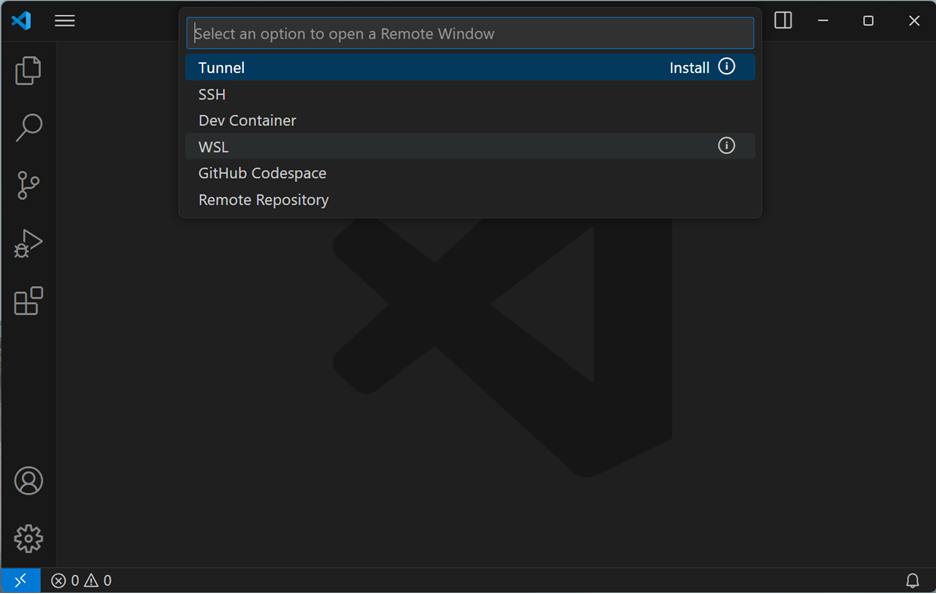 Select an option to open a Remote Window
Tunnel Install
SSH
Dev Container
WSL
GitHub Codespace
Remote Repository
0 0